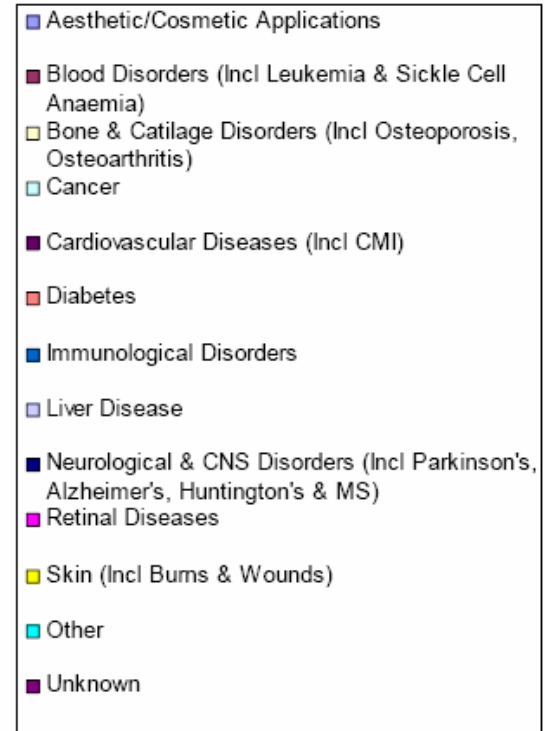 Aesthetic/Cosmetic Applications
Blood Disorders (Incl Leukemia & Sickle Cell
Anaemia)
Bone & Catilage Disorders (Incl Osteoporosis,
Osteoarthritis)
Cancer
Cardiovascular Diseases (Incl CMI)
Diabetes
Immunological Disorders
Liver Disease
Neurological & CNS Disorders (Incl Parkinson's,
Alzheimer's, Huntington's & MS)
Retinal Diseases
Skin (Incl Burns & Wounds)
Other
Unknown